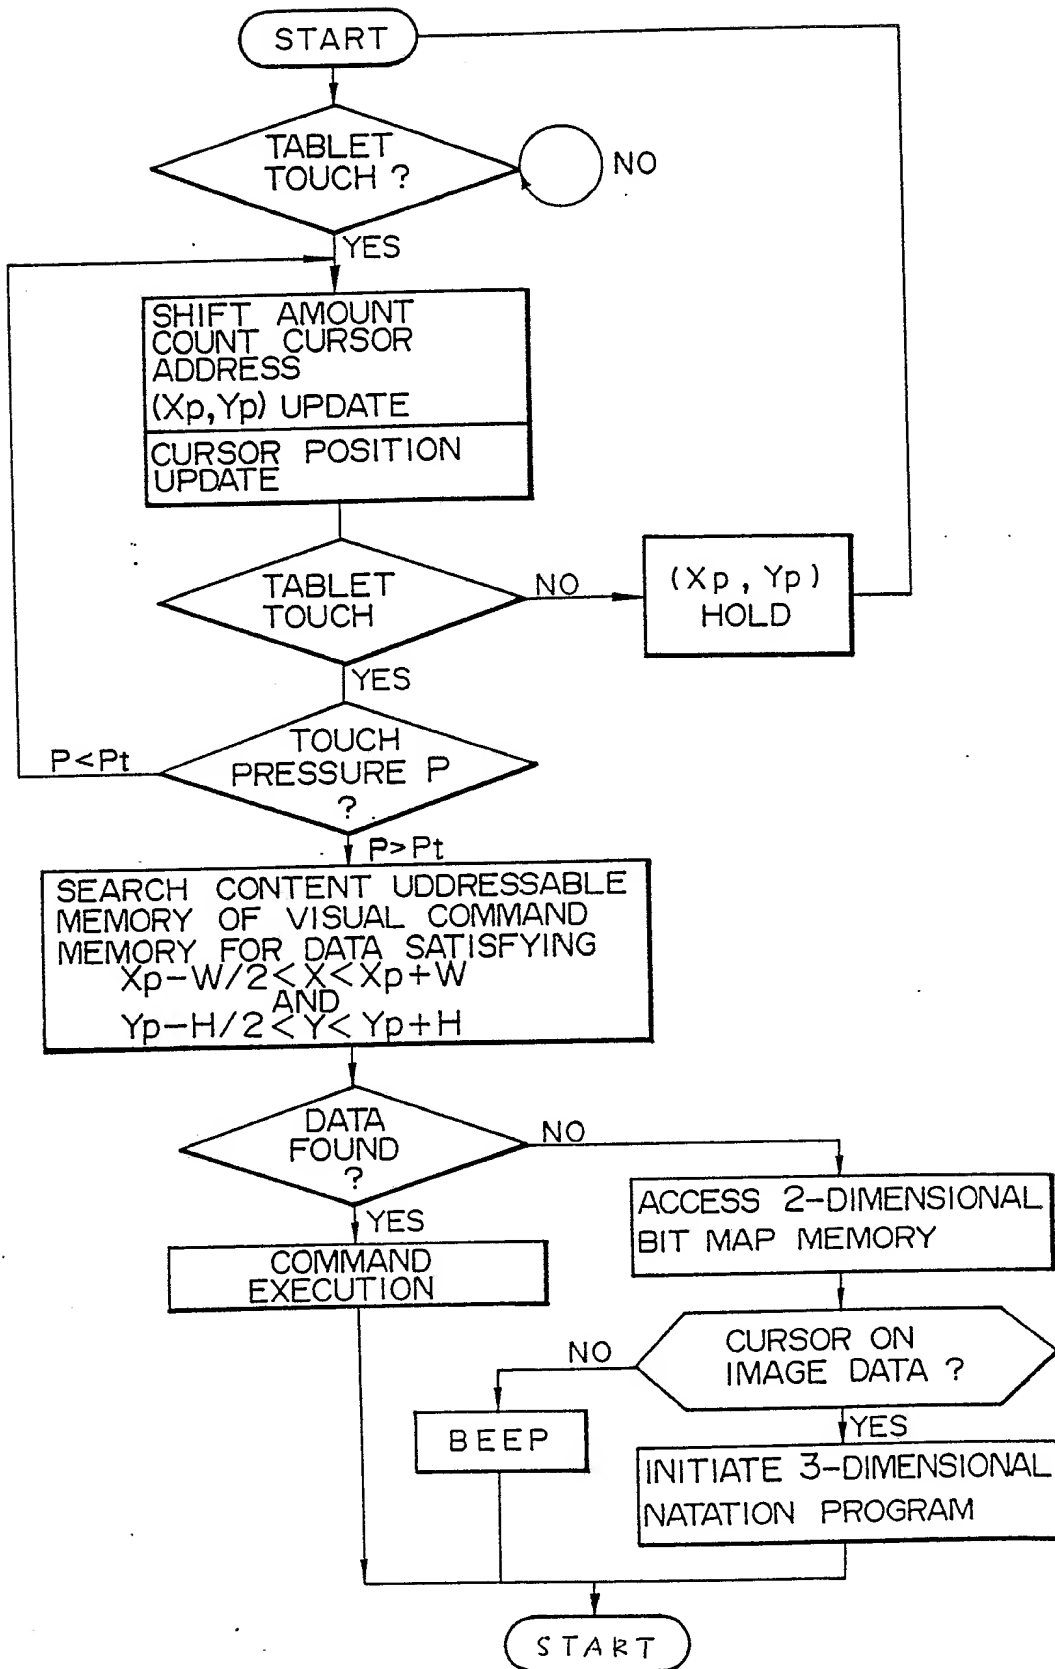 START
TABLET
TOUCH ?
NO
YES
SHIFT AMOUNT
COUNT CURSOR
ADDRESS
(Xp,Yp) UPDATE
CURSOR POSITION
UPDATE
TABLET
TOUCH
NO
(Xp, Yp)
HOLD
YES
TOUCH
PRESSURE P
?
P<Pt
P>Pt
SEARCH CONTENT UDDRESSABLE
MEMORY OF VISUAL COMMAND
MEMORY FOR DATA SATISFYING
Xp-W/2<X<Xp+W
AND
Yp-H/2<Y<Yp+H
DATA
FOUND
?
NO
YES
ACCESS 2-DIMENSIONAL
BIT MAP MEMORY
COMMAND
EXECUTION
CURSOR ON
IMAGE DATA ?
NO
YES
BEEP
INITIATE 3-DIMENSIONAL
NATATION PROGRAM
START